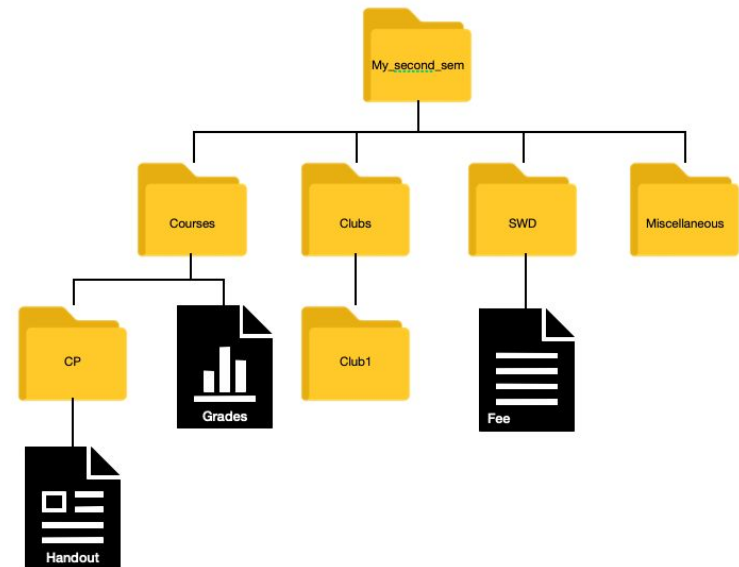 My_second_sem
Courses
Clubs
SWD
Miscellaneous
CP
Grades
Club1
Fee
Handout